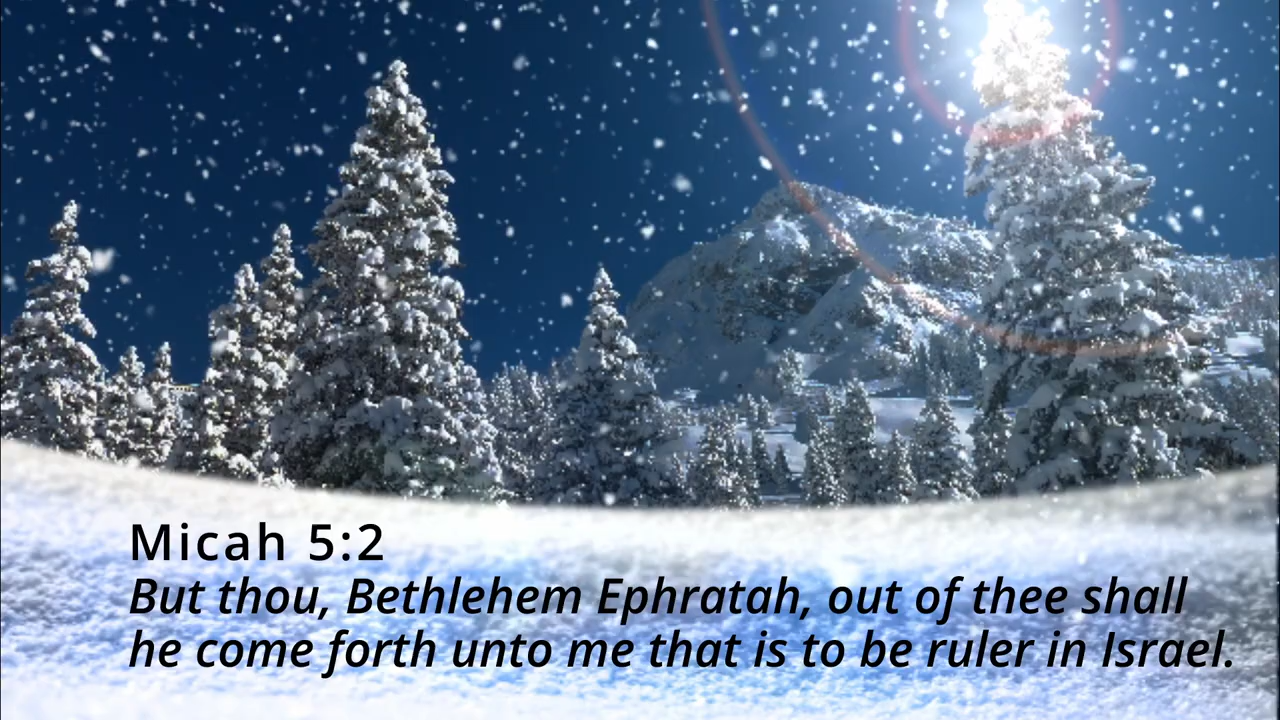 Micah 5:2
But thou, Bethlehem Ephratah, out of thee shall
he come forth unto me that is to be ruler in Israel.